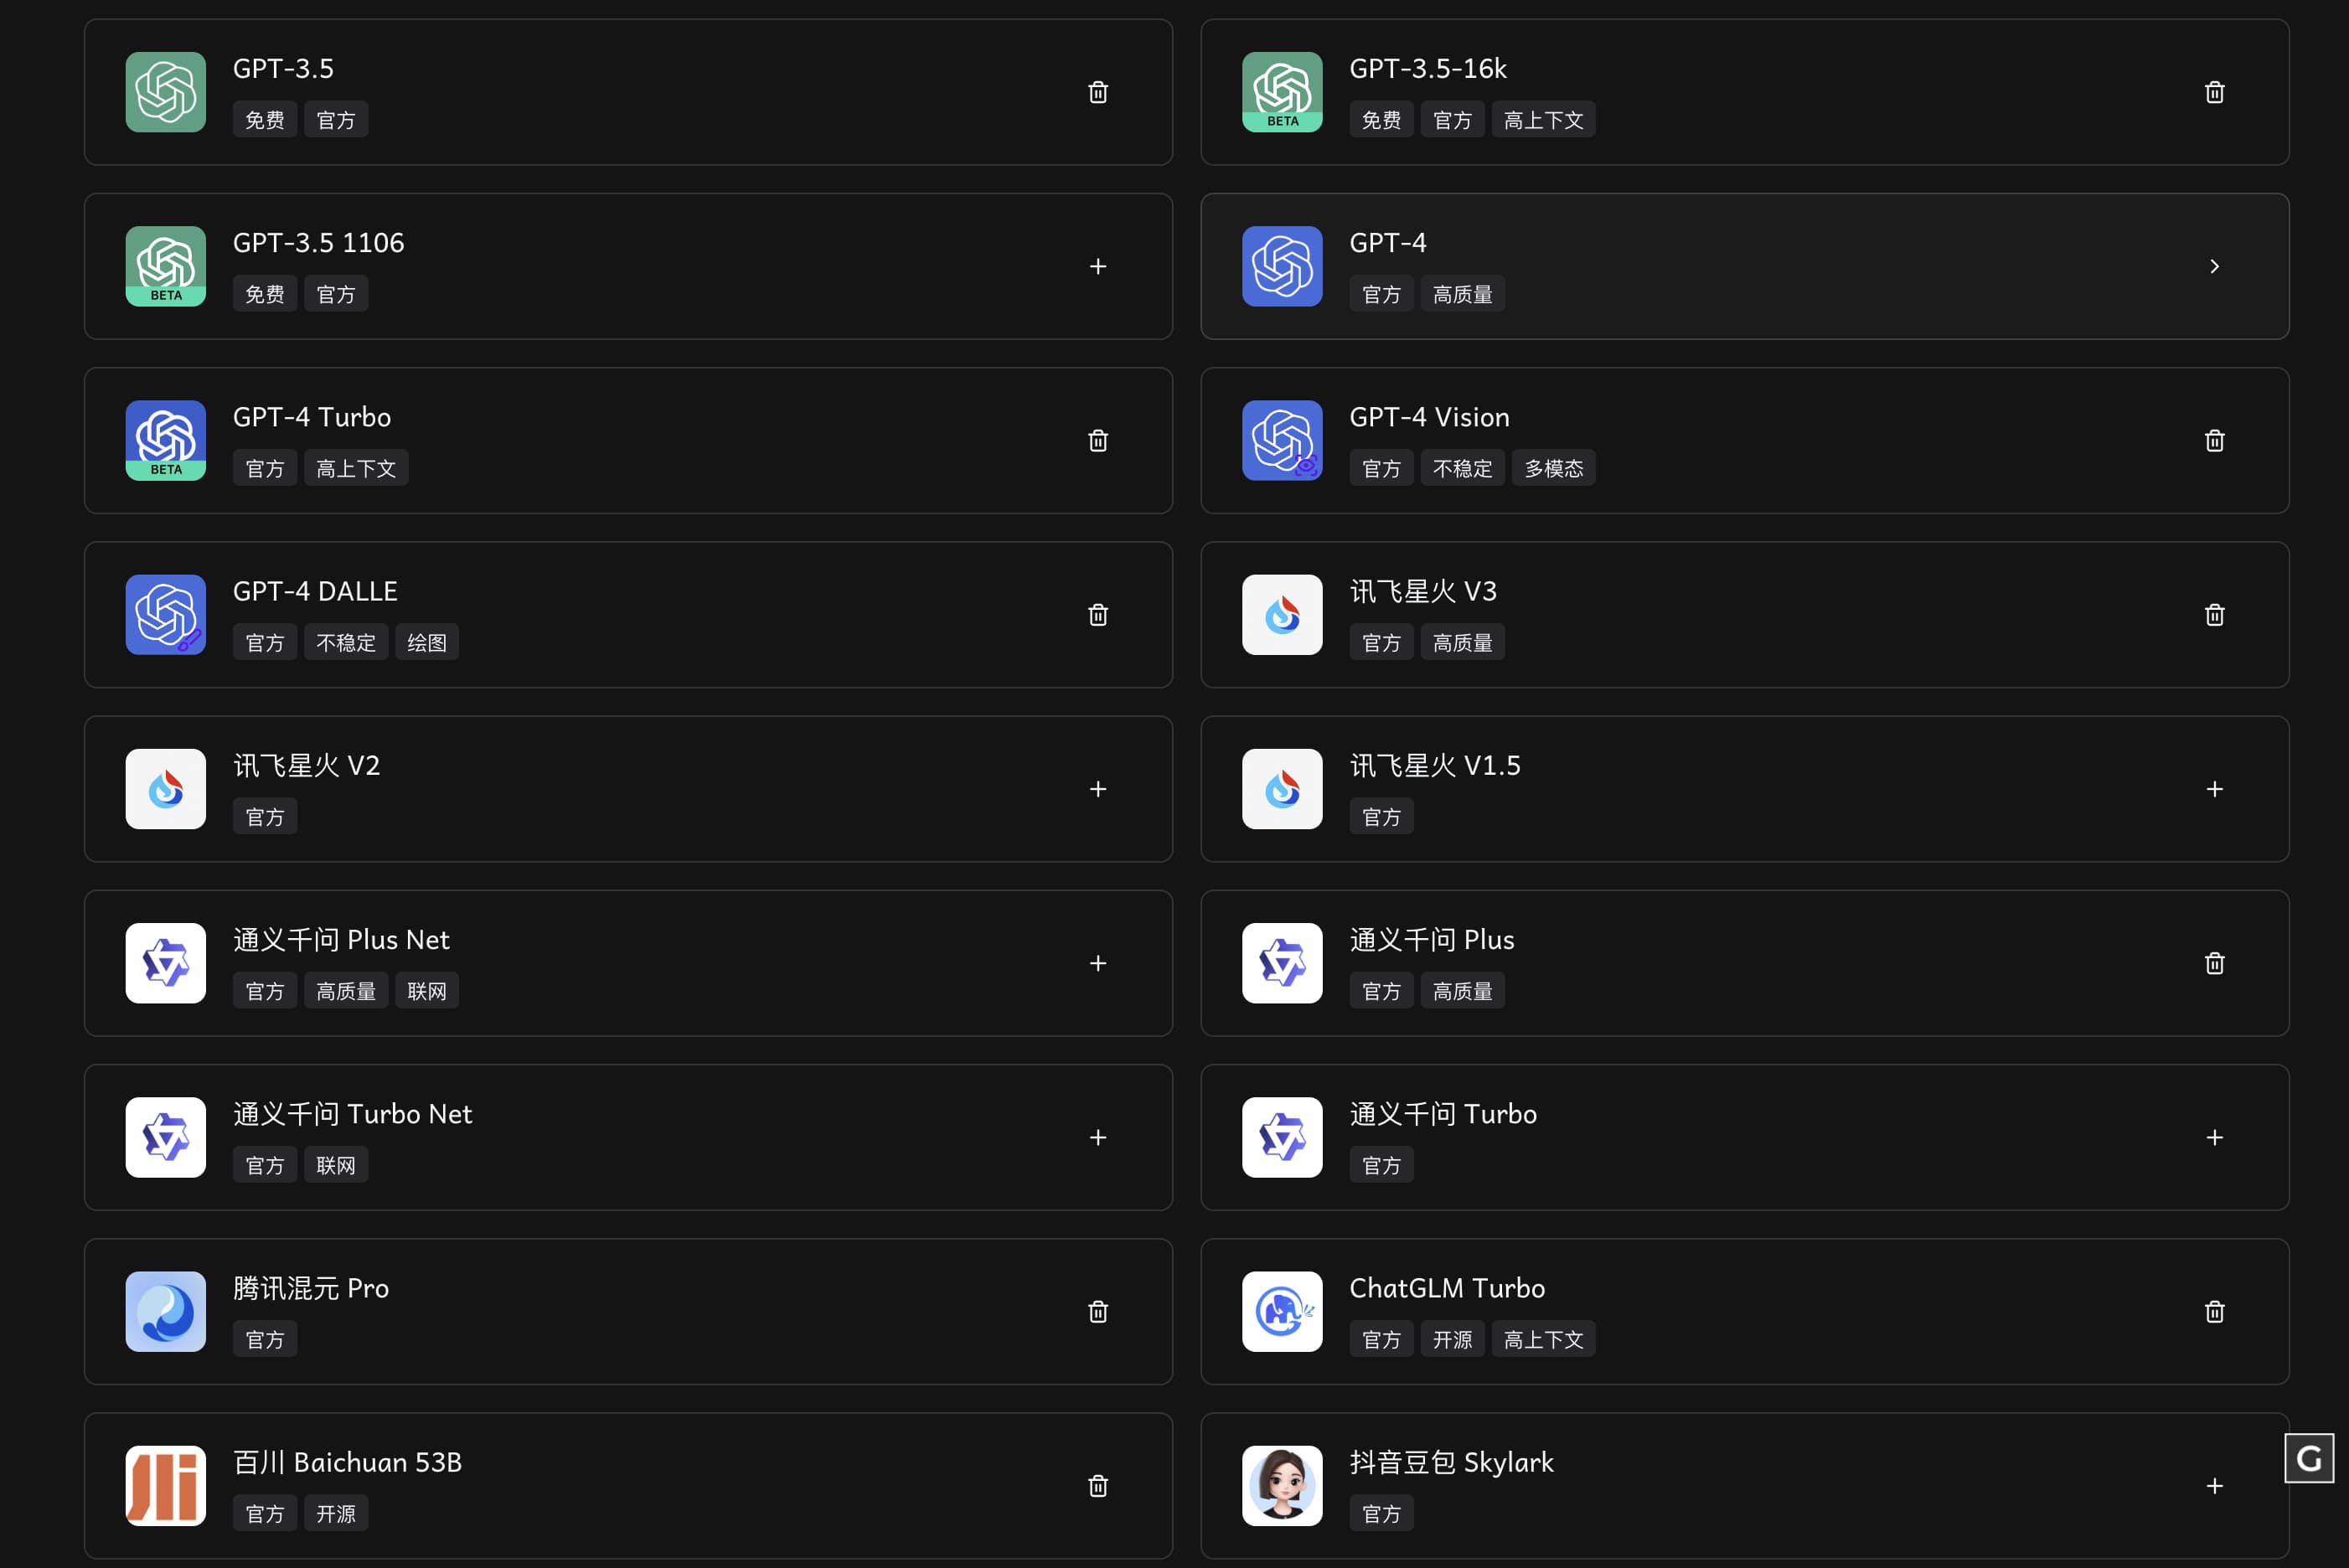 GPT-3.5
免费 官方
GPT-3.5-16k
BETA
免费 官方 高上下文
GPT-3.5 1106
BETA
免费 官方
GPT-4
官方 高质量
GPT-4 Turbo
BETA
官方 高上下文
GPT-4 Vision
官方 不稳定 多模态
GPT-4 DALLE
官方 不稳定 绘图
讯飞星火 V3
官方 高质量
讯飞星火 V2
官方
讯飞星火 V1.5
官方
通义千问 Plus Net
官方 高质量 联网
通义千问 Plus
官方 高质量
通义千问 Turbo Net
官方 联网
通义千问 Turbo
官方
腾讯混元 Pro
官方
ChatGLM Turbo
官方 开源 高上下文
百川 Baichuan 53B
官方 开源
抖音豆包 Skylark
官方
G